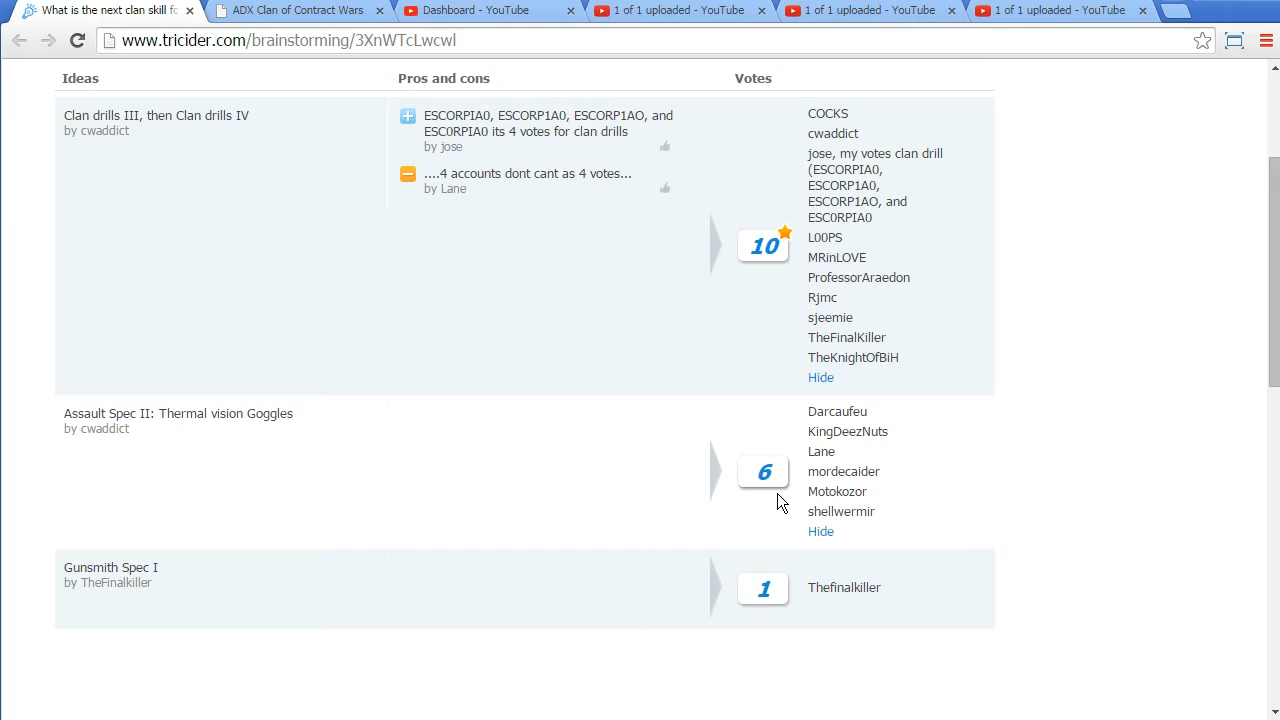 What is the next clan skill fo
ADX Clan of Contract Wars
Dashboard - YouTube
1 of 1 uploaded - YouTube
1 of 1 uploaded - YouTube
1 of 1 uploaded - YouTube
www.tricider.com/brainstorming/3XnWTcLwcwl
Ideas
Pros and cons
Votes
Clan drills III, then Clan drills IV
by cwaddict
ESCORPIA0, ESCORP1A0, ESCORP1AO, and
ESC0RPIA0 its 4 votes for clan drills
by jose
....4 accounts dont cant as 4 votes...
by Lane
10
COCKS
cwaddict
jose, my votes clan drill
(ESCORPIA0,
ESCORP1A0,
ESCORP1AO, and
ESC0RPIA0
L00PS
MRinLOVE
ProfessorAraedon
Rjmc
sjeemie
TheFinalKiller
TheKnightOfBiH
Hide
Assault Spec II: Thermal vision Goggles
by cwaddict
6
Darcaufeu
KingDeezNuts
Lane
mordecaider
Motokozor
shellwermir
Hide
Gunsmith Spec I
by TheFinalkiller
1
Thefinalkiller